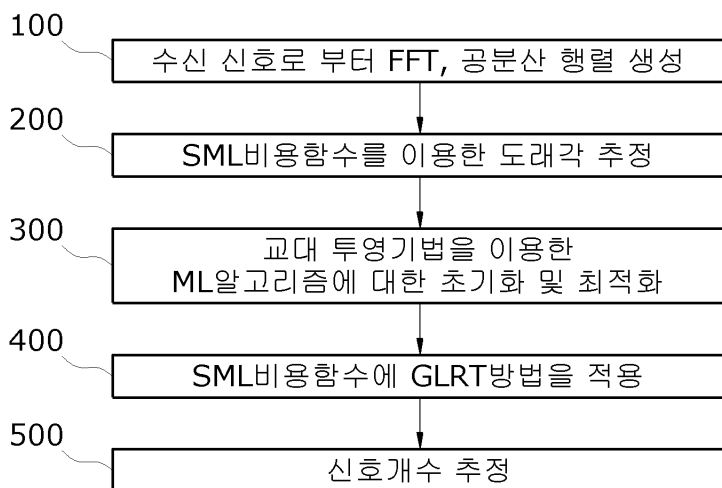 100
수신 신호로 부터 FFT, 공분산 행렬 생성
200
SML비용함수를 이용한 도래각 추정
300
교대 투영기법을 이용한
ML알고리즘에 대한 초기화 및 최적화
400
SML비용함수에 GLRT방법을 적용
500
신호개수 추정